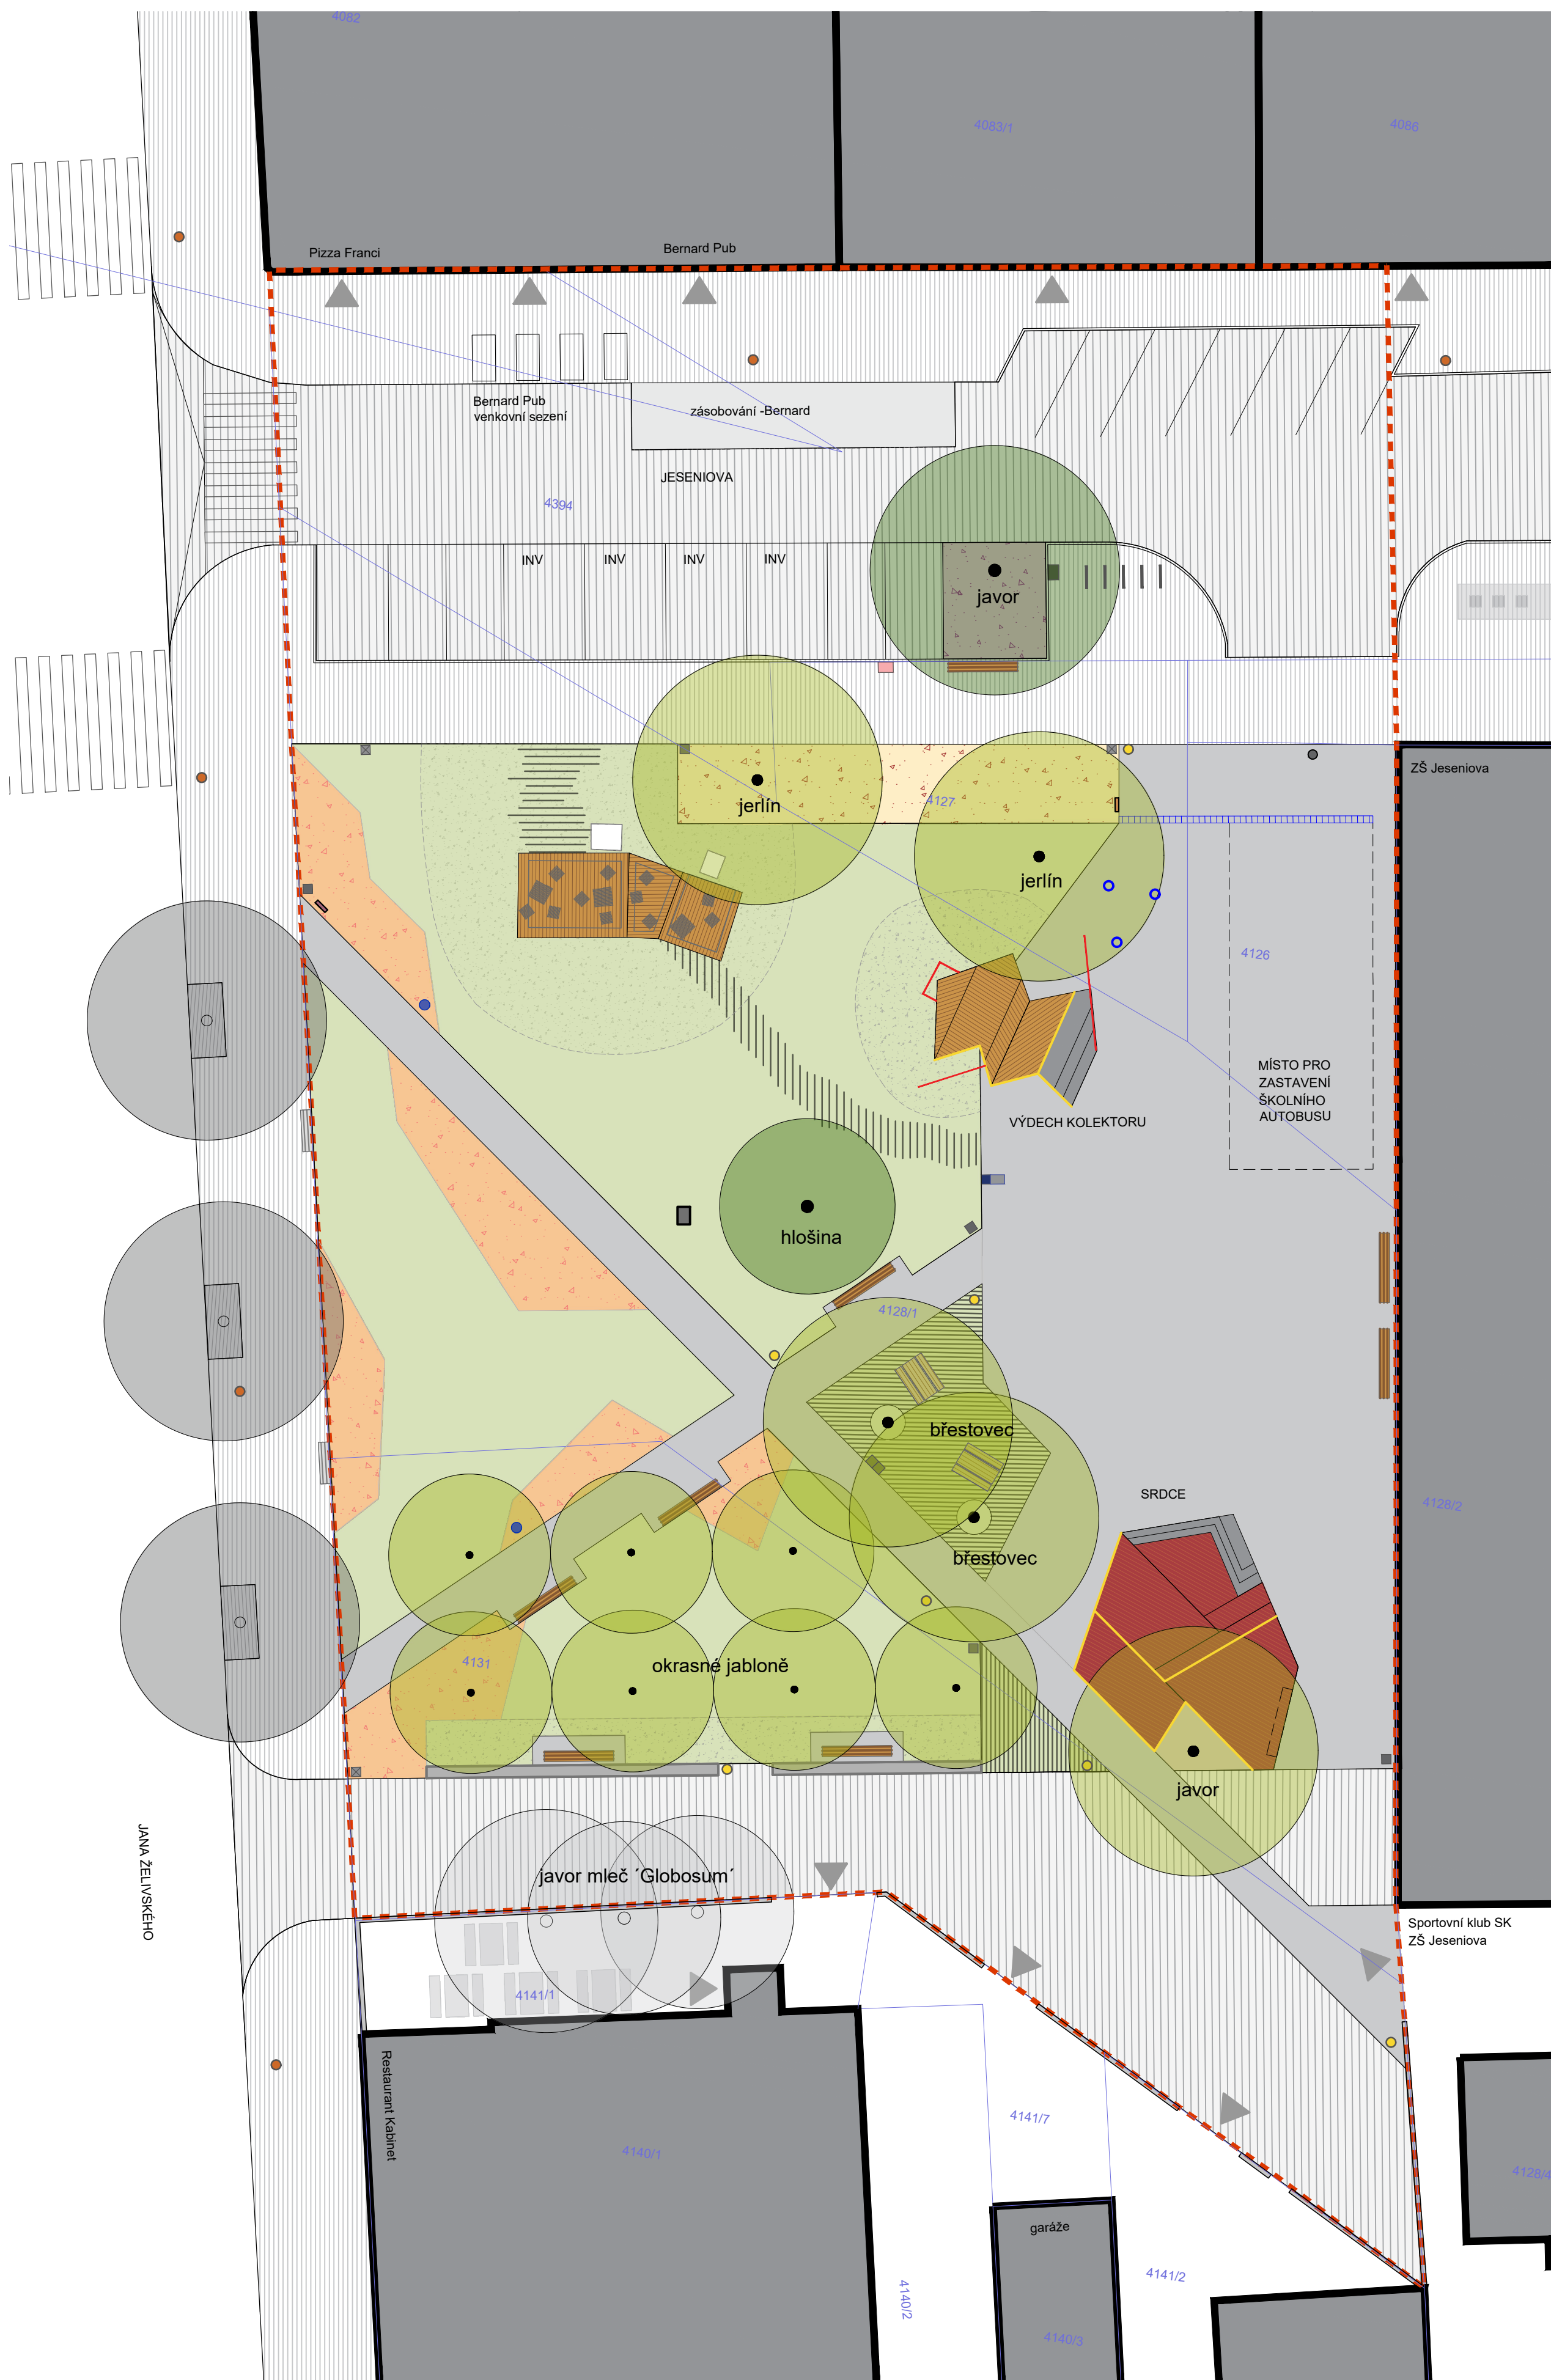 4082
4083/1
4086
Pizza Franci
Bernard Pub
Bernard Pub
venkovní sezení
zásobování -Bernard
JESENIOVA
4394
INV
INV
INV
INV
javor
ZŠ Jeseniova
jerlín
4127
jerlín
4126
MÍSTO PRO
ZASTAVENÍ
ŠKOLNÍHO
AUTOBUSU
VÝDECH KOLEKTORU
hlošina
4128/1
břestovec
SRDCE
4128/2
břestovec
4131
okrasné jabloně
javor
JANA ŽELIVSKÉHO
javor mleč ´Globosum´
Sportovní klub SK
ZŠ Jeseniova
4141/1
Restaurant Kabinet
4141/7
4140/1
4128/4
garáže
4141/2
4140/2
4140/3